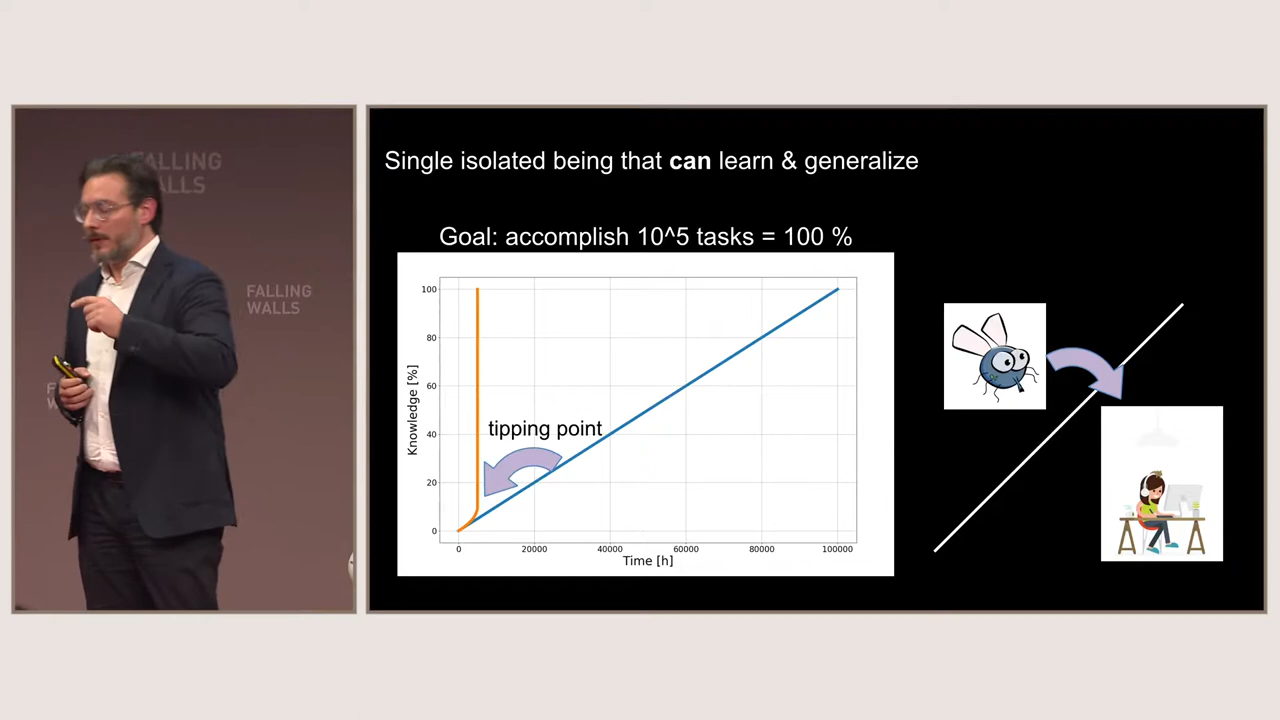 FALLING
WALLS
FALLING
WALLS
Single isolated being that can learn & generalize
Goal: accomplish 10^5 tasks = 100 %
100
80
60
40
20
0
Knowledge [%]
tipping point
0 20000 40000 60000 80000 100000
Time [h]